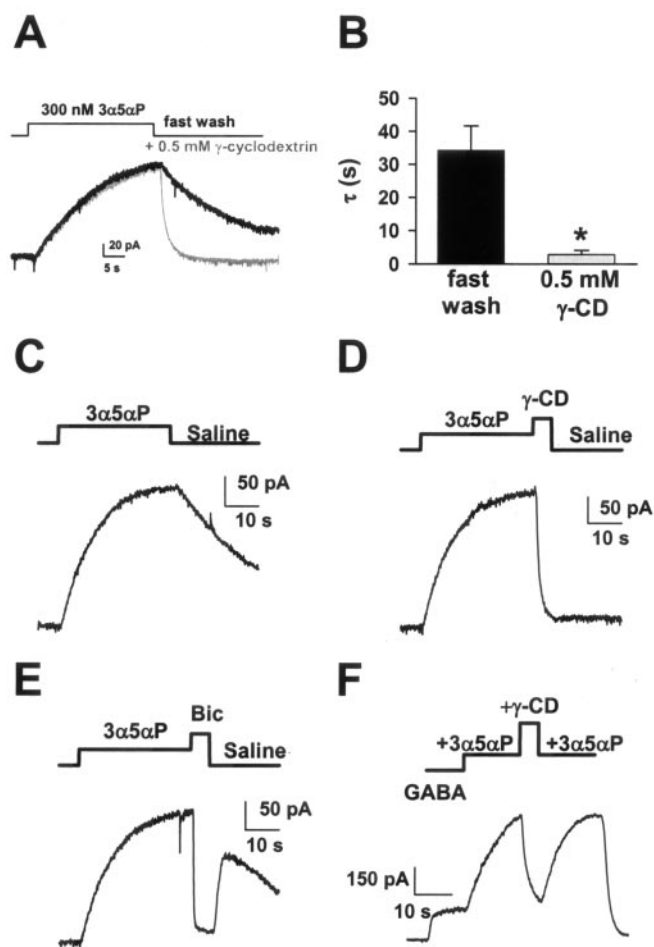 A
300 nM 3α5αP
fast wash
+ 0.5 mM γ-cyclodextrin
20 pA
5 s
B
50
40
30
20
10
0
τ (s)
*
fast
wash
0.5 mM
γ-CD
C
3α5αP
Saline
50 pA
10 s
D
γ-CD
3α5αP
Saline
50 pA
10 s
E
Bic
3α5αP
Saline
50 pA
10 s
F
+γ-CD
+3α5αP
+3α5αP
GABA
150 pA
10 s